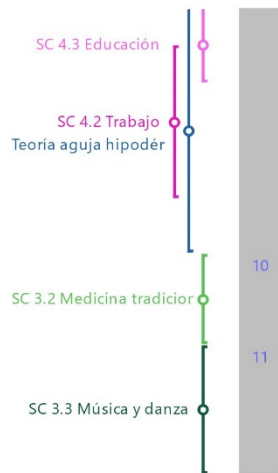 SC 4.3 Educación
SC 4.2 Trabajo
Teoría aguja hipodér
10
SC 3.2 Medicina tradicior
11
SC 3.3 Música y danza